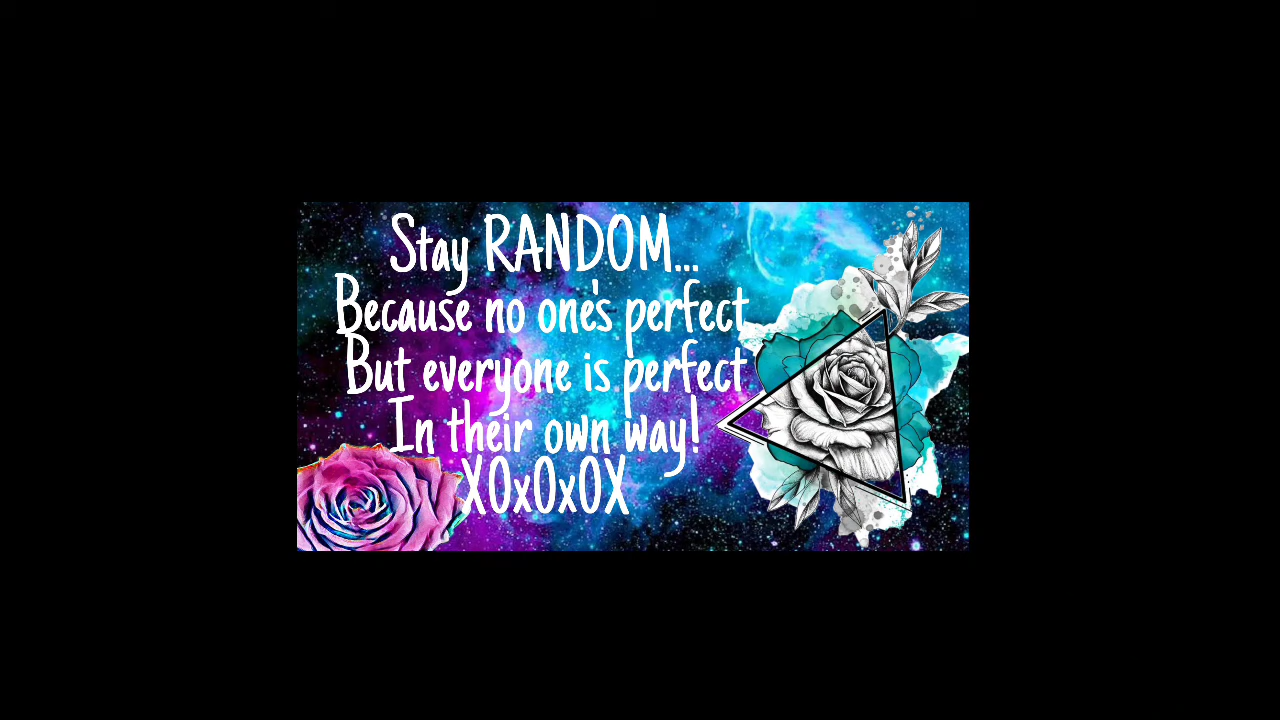 Stay RANDOM...
Because no one's perfect
But everyone is perfect
In their own way!
XOxOxOX